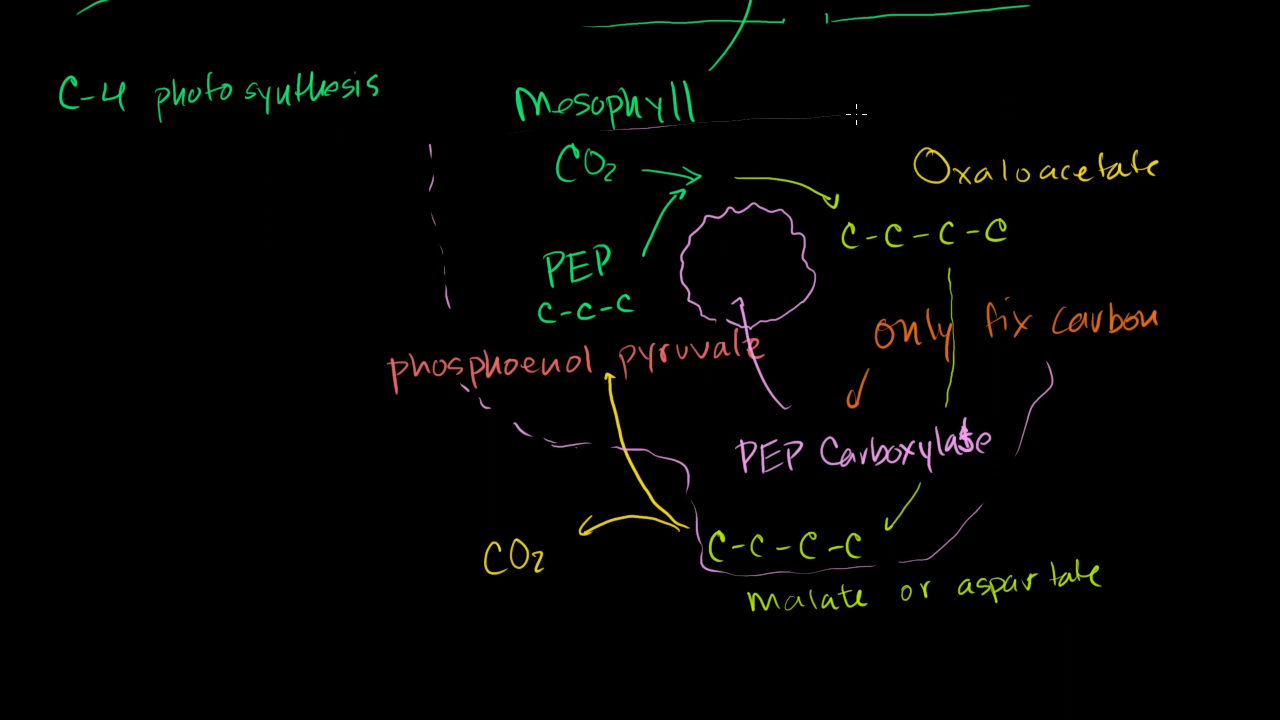 C-4 photosynthesis
Mesophyll
CO2
Oxaloacetate
C-C-C-C
PEP
C-C-C
only fix carbon
phosphoenol pyruvate
PEP Carboxylase
CO2
C-C-C-C
Malate or aspartate